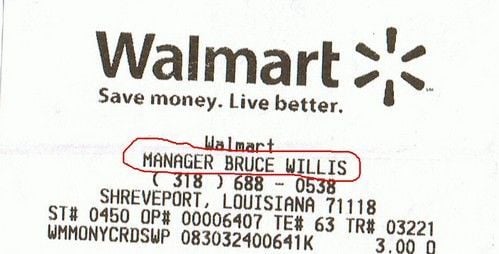 Walmart
Save money. Live better.
Walmart
MANAGER BRUCE WILLIS
( 318 ) 688 - 0538
SHREVEPORT, LOUISIANA 71118
ST# 0450 OP# 00006407 TE# 63 TR# 03221
WMMONYCRDSWP 083032400641K 3.00 O